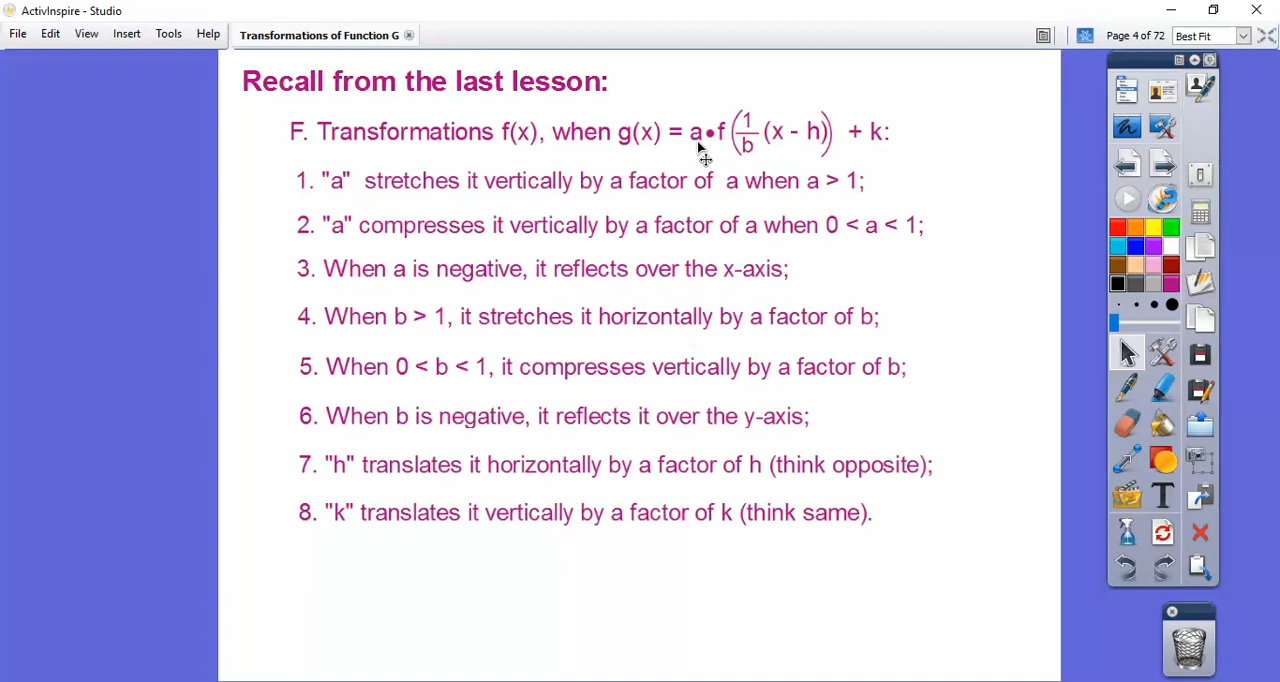 ActivInspire - Studio
File Edit View Insert Tools Help
Transformations of Function G
Page 4 of 72
Best Fit
Recall from the last lesson:
F. Transformations f(x), when g(x) = a•f(1/b (x - h)) + k:
1. "a" stretches it vertically by a factor of a when a > 1;
2. "a" compresses it vertically by a factor of a when 0 < a < 1;
3. When a is negative, it reflects over the x-axis;
4. When b > 1, it stretches it horizontally by a factor of b;
5. When 0 < b < 1, it compresses vertically by a factor of b;
6. When b is negative, it reflects it over the y-axis;
7. "h" translates it horizontally by a factor of h (think opposite);
8. "k" translates it vertically by a factor of k (think same).